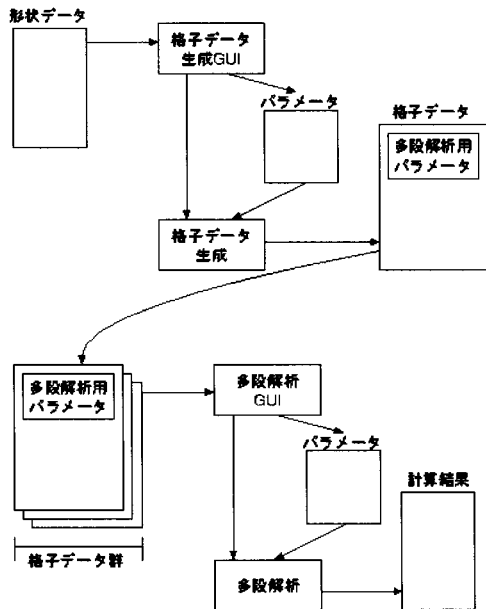 形状データ
格子データ
生成GUI
パラメータ
格子データ
多段解析用
パラメータ
格子データ
生成
多段解析用
パラメータ
多段解析
GUI
パラメータ
計算結果
格子データ群
多段解析